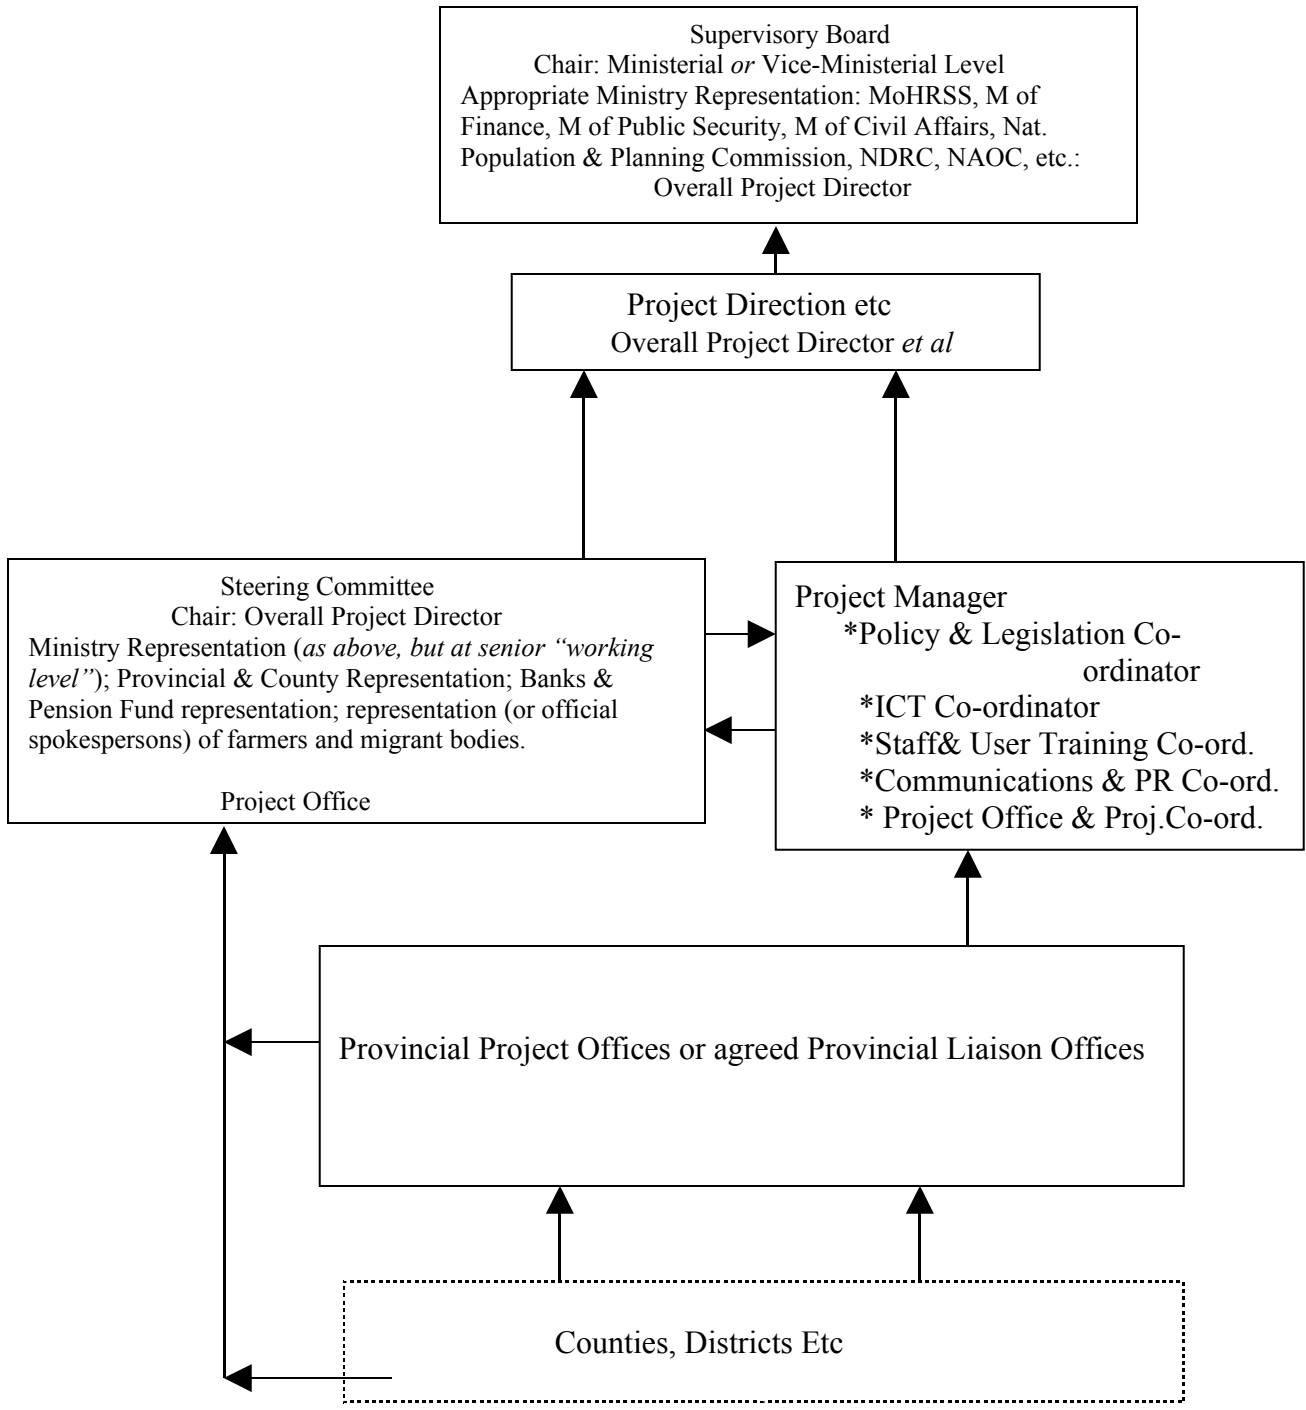 Supervisory Board
Chair: Ministerial or Vice-Ministerial Level
Appropriate Ministry Representation: MoHRSS, M of
Finance, M of Public Security, M of Civil Affairs, Nat.
Population & Planning Commission, NDRC, NAOC, etc.:
Overall Project Director
Project Direction etc
Overall Project Director et al
Steering Committee
Chair: Overall Project Director
Ministry Representation (as above, but at senior “working
level”); Provincial & County Representation; Banks &
Pension Fund representation; representation (or official
spokespersons) of farmers and migrant bodies.
Project Office
Project Manager
*Policy & Legislation Co-
ordinator
*ICT Co-ordinator
*Staff& User Training Co-ord.
*Communications & PR Co-ord.
* Project Office & Proj.Co-ord.
Provincial Project Offices or agreed Provincial Liaison Offices
Counties, Districts Etc